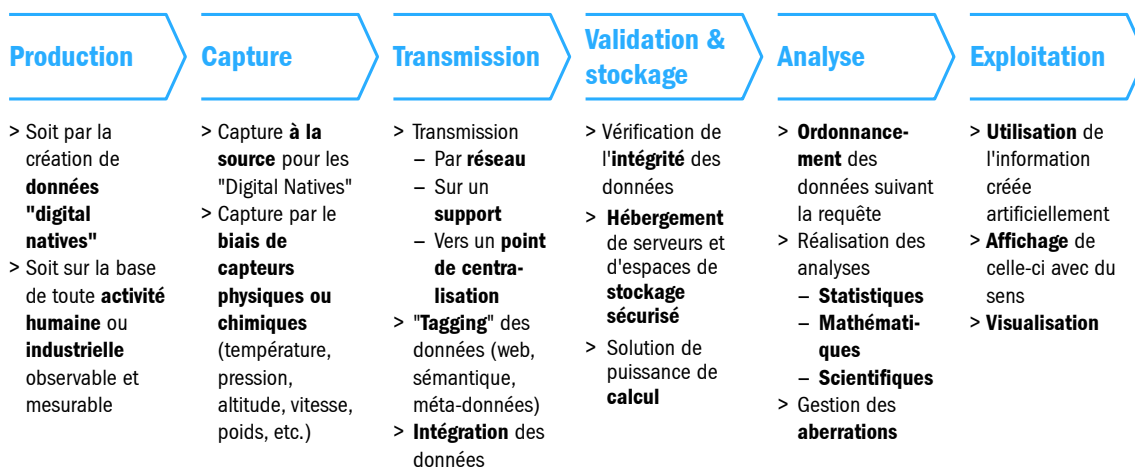 Production
Capture
Transmission
Validation &
stockage
Analyse
Exploitation
> Soit par la
création de
données
"digital
natives"
> Soit sur la base
de toute activité
humaine ou
industrielle
observable et
mesurable
> Capture à la
source pour les
"Digital Natives"
> Capture par le
biais de
capteurs
physiques ou
chimiques
(température,
pression,
altitude, vitesse,
poids, etc.)
> Transmission
– Par réseau
– Sur un
support
– Vers un point
de centra-
lisation
> "Tagging" des
données (web,
sémantique,
méta-données)
> Intégration des
données
> Vérification de
l'intégrité des
données
> Hébergement
de serveurs et
d'espaces de
stockage
sécurisé
> Solution de
puissance de
calcul
> Ordonnance-
ment des
données suivant
la requête
> Réalisation des
analyses
– Statistiques
– Mathémati-
ques
– Scientifiques
> Gestion des
aberrations
> Utilisation de
l'information
créée
artificiellement
> Affichage de
celle-ci avec du
sens
> Visualisation